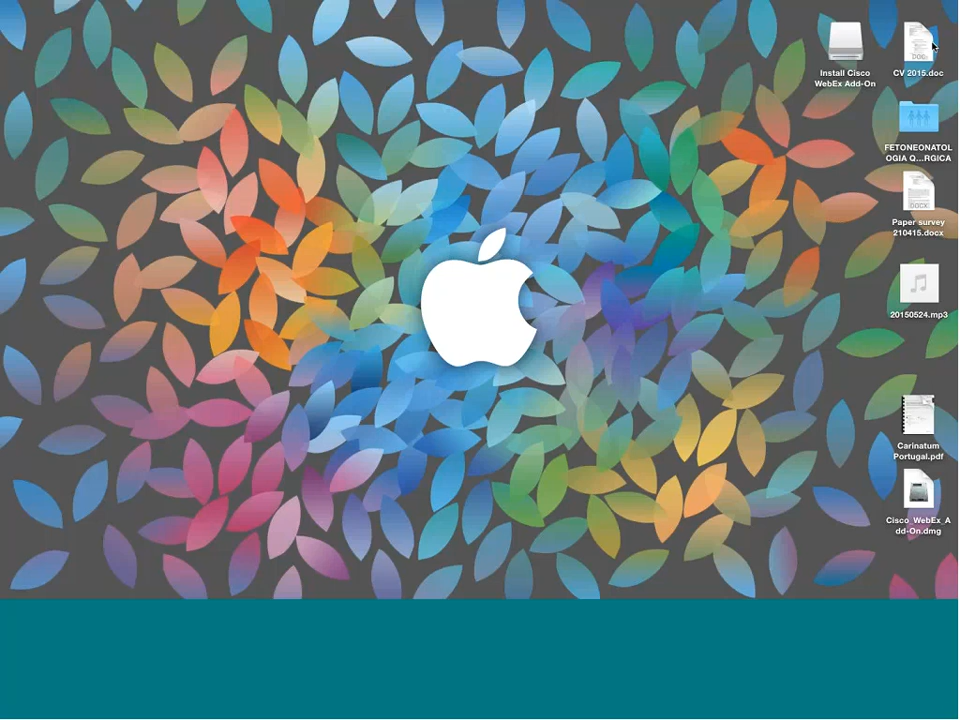 Install Cisco
WebEx Add-On
CV 2015.doc
FETONEONATOL
OGIA Q...RGICA
DOCX
Paper survey
210415.docx
20150524.mp3
Carinatum
Portugal.pdf
Cisco_WebEx_A
dd-On.dmg